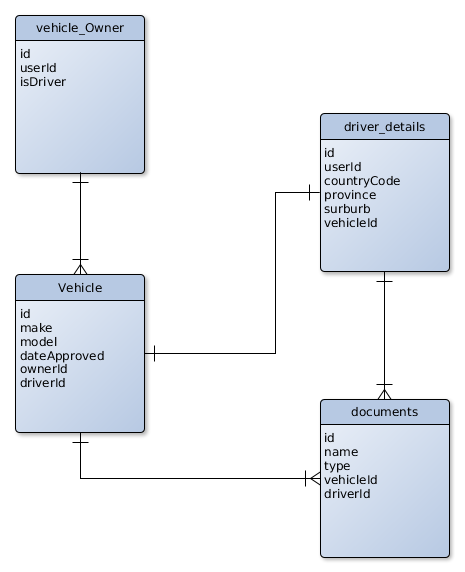 vehicle_Owner
id
userId
isDriver
driver_details
id
userId
countryCode
province
surburb
vehicleId
Vehicle
id
make
model
dateApproved
ownerId
driverId
documents
id
name
type
vehicleId
driverId